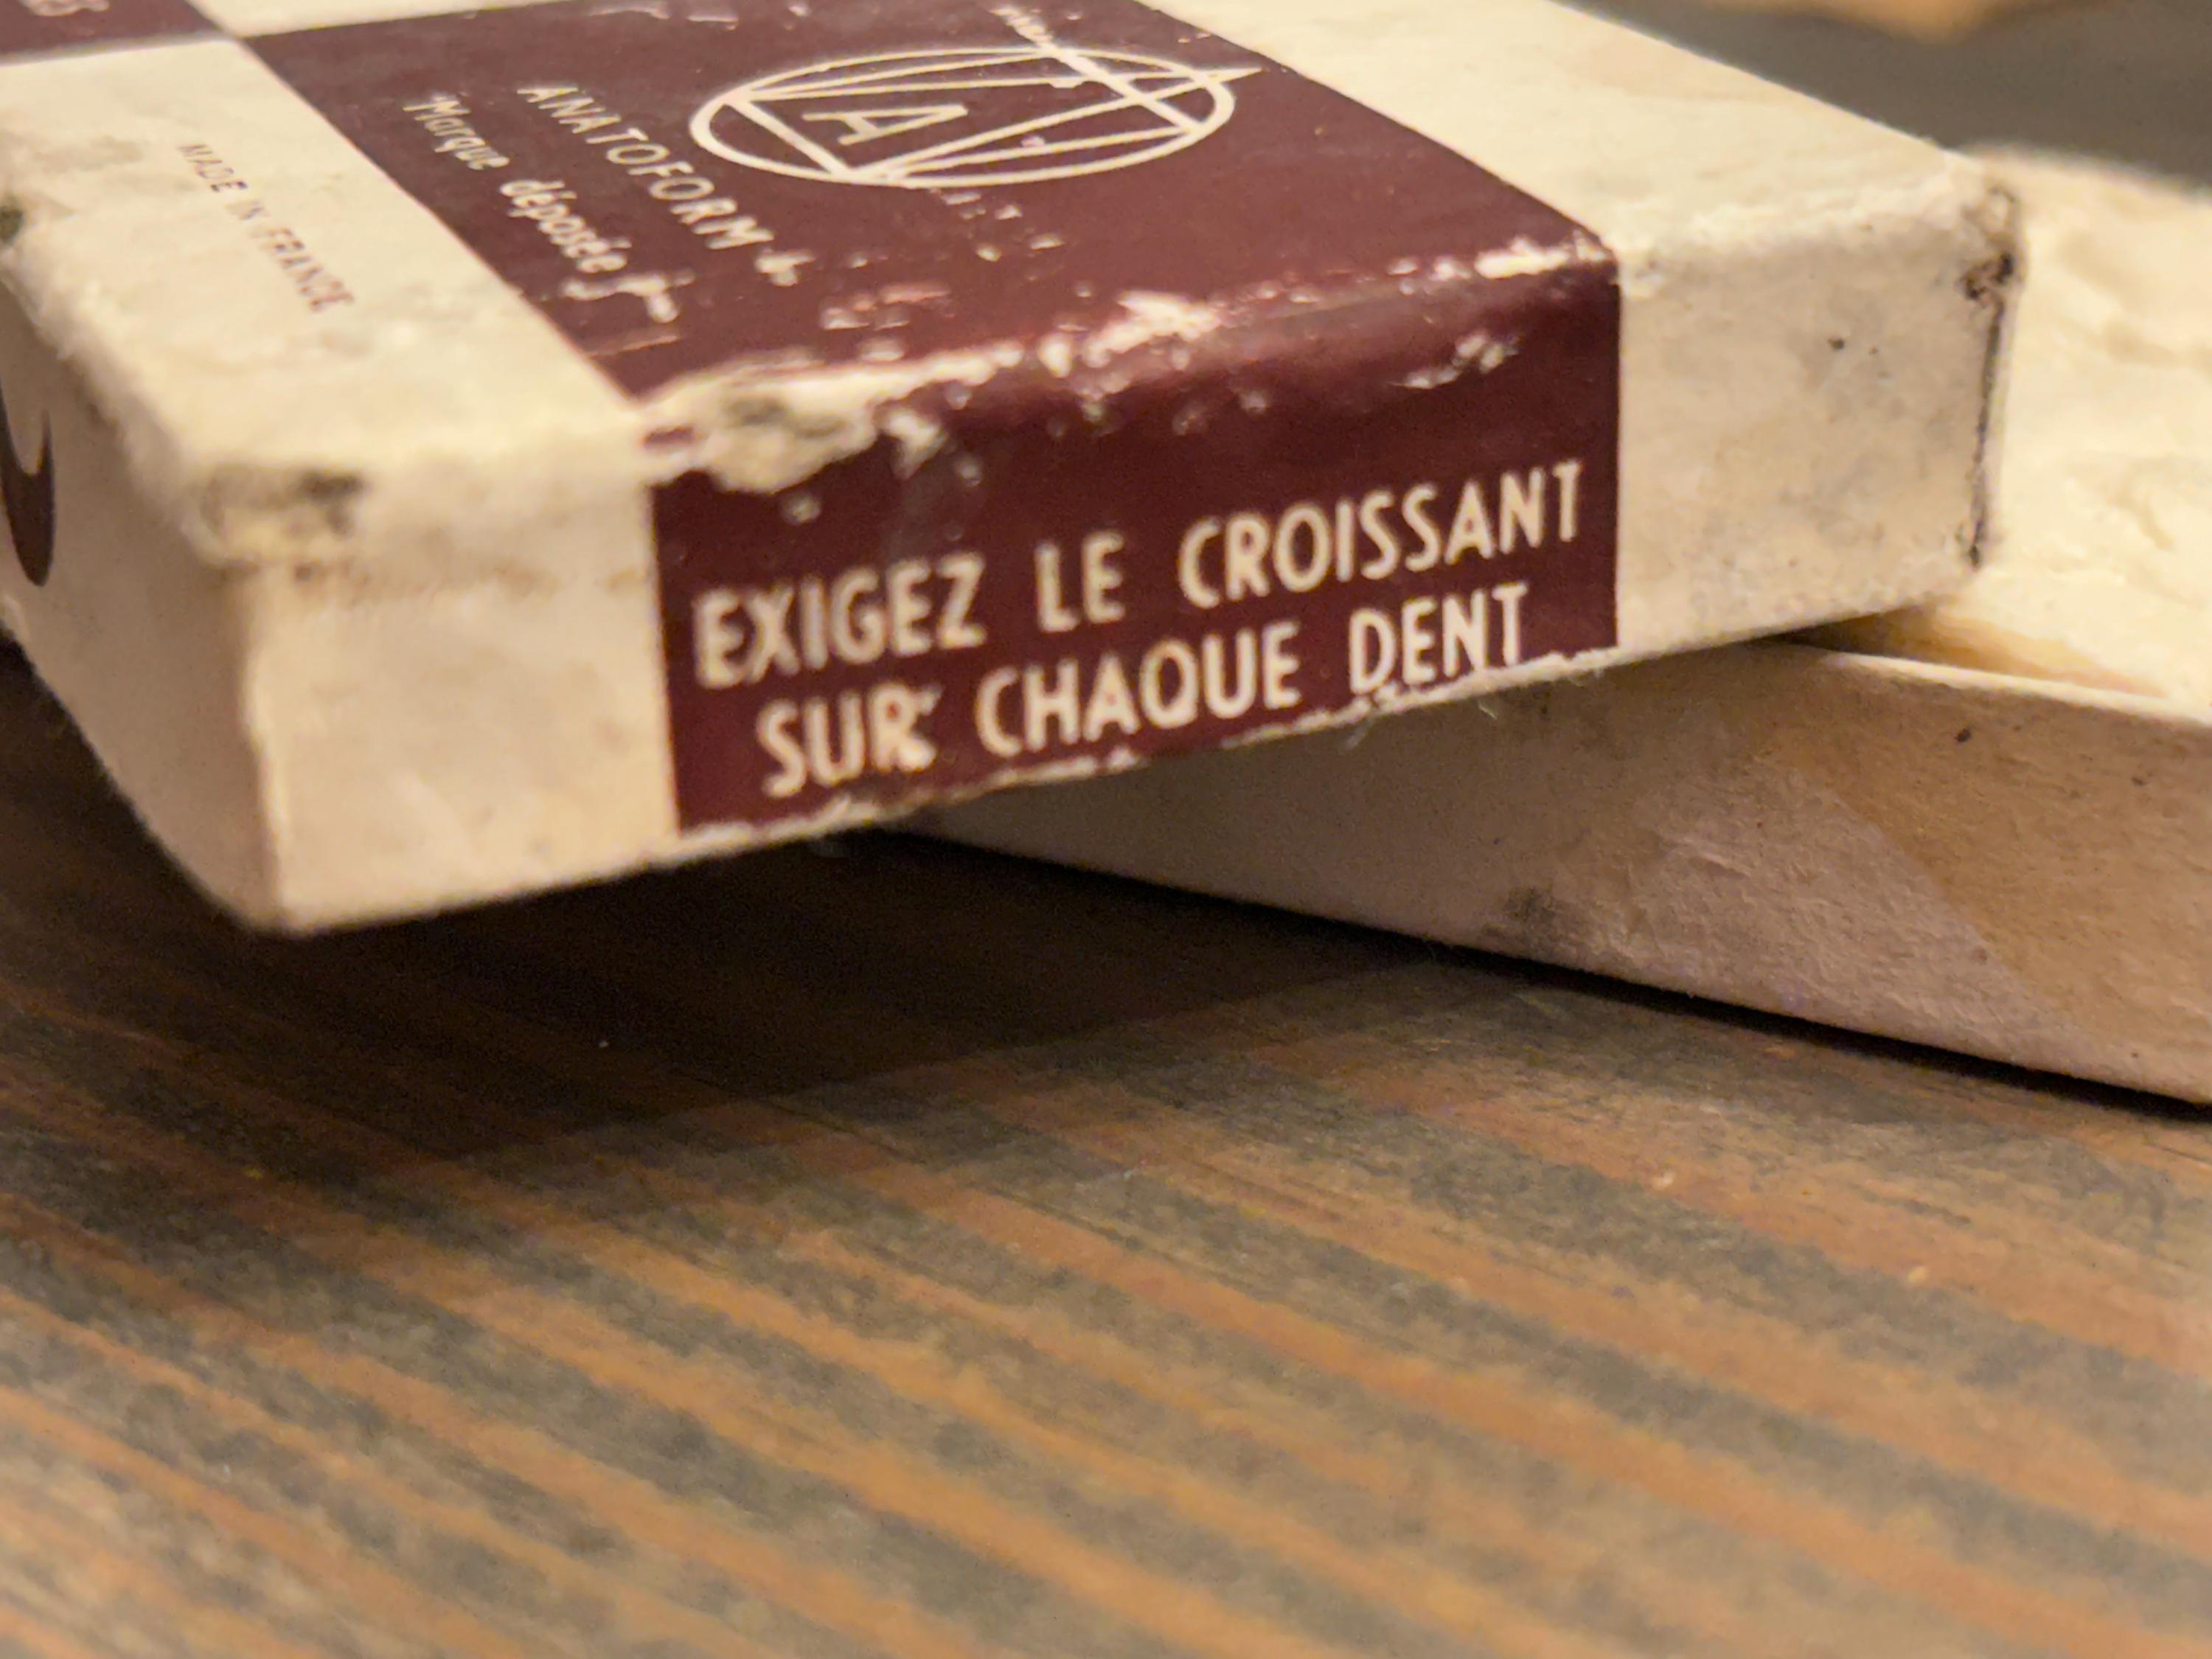 MADE IN FRANCE
A
ANATOFORM
Marque déposée
EXIGEZ LE CROISSANT
SUR CHAQUE DENT